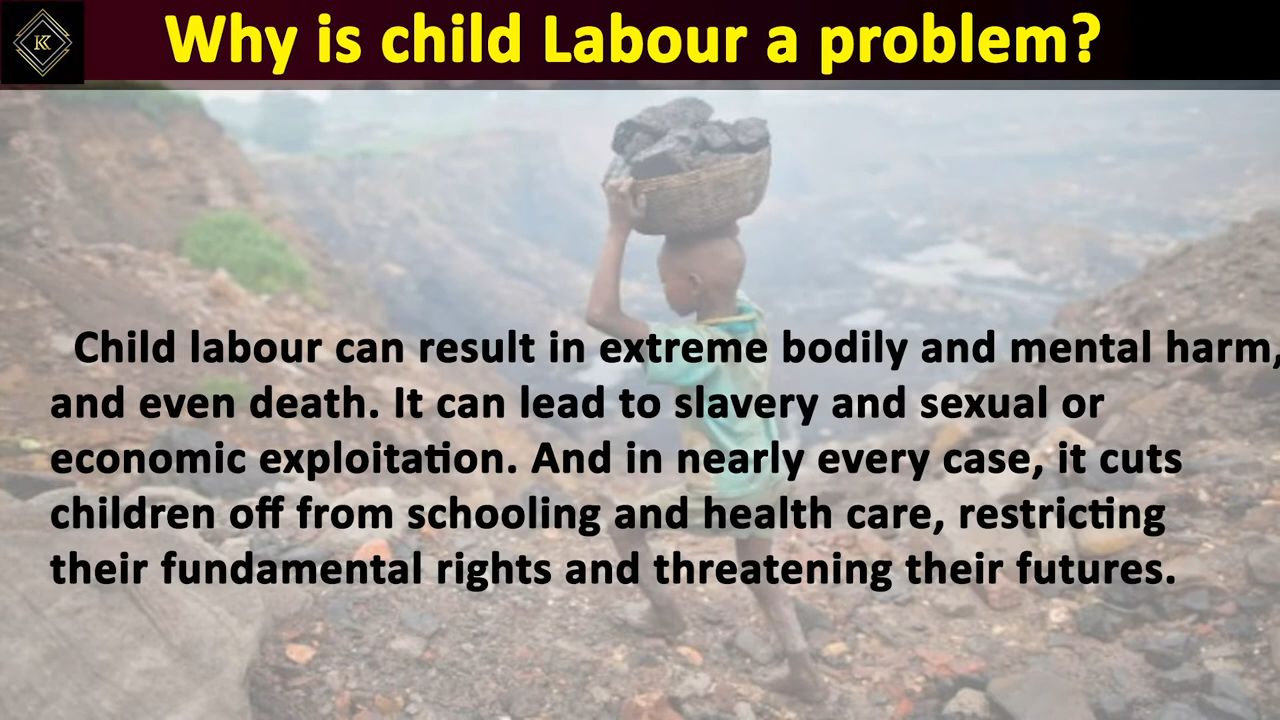 Why is child Labour a problem?
Child labour can result in extreme bodily and mental harm,
and even death. It can lead to slavery and sexual or
economic exploitation. And in nearly every case, it cuts
children off from schooling and health care, restricting
their fundamental rights and threatening their futures.